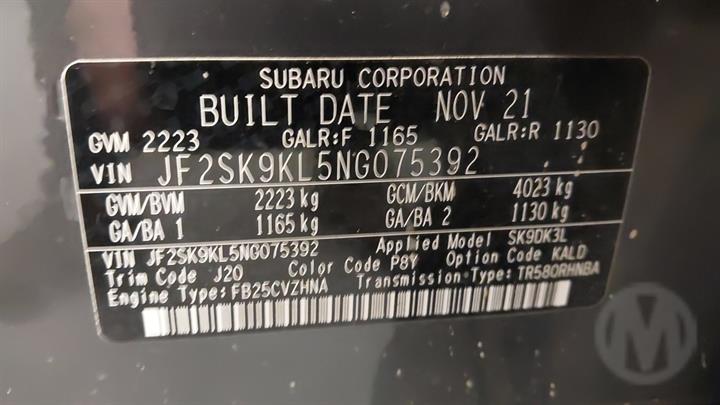 SUBARU CORPORATION
BUILT DATE NOV 21
GVM 2223 GALR:F 1165 GALR:R 1130
VIN JF2SK9KL5NG075392
GVM/BVM 2223 kg GCM/BKM 4023 kg
GA/BA 1 1165 kg GA/BA 2 1130 kg
VIN JF2SK9KL5NG075392 Applied Model SK9DK3L
Trim Code J20 Color Code P8Y Option Code KALD
Engine Type:FB25CVZHNA Transmission Type:TR580RHNBA
M